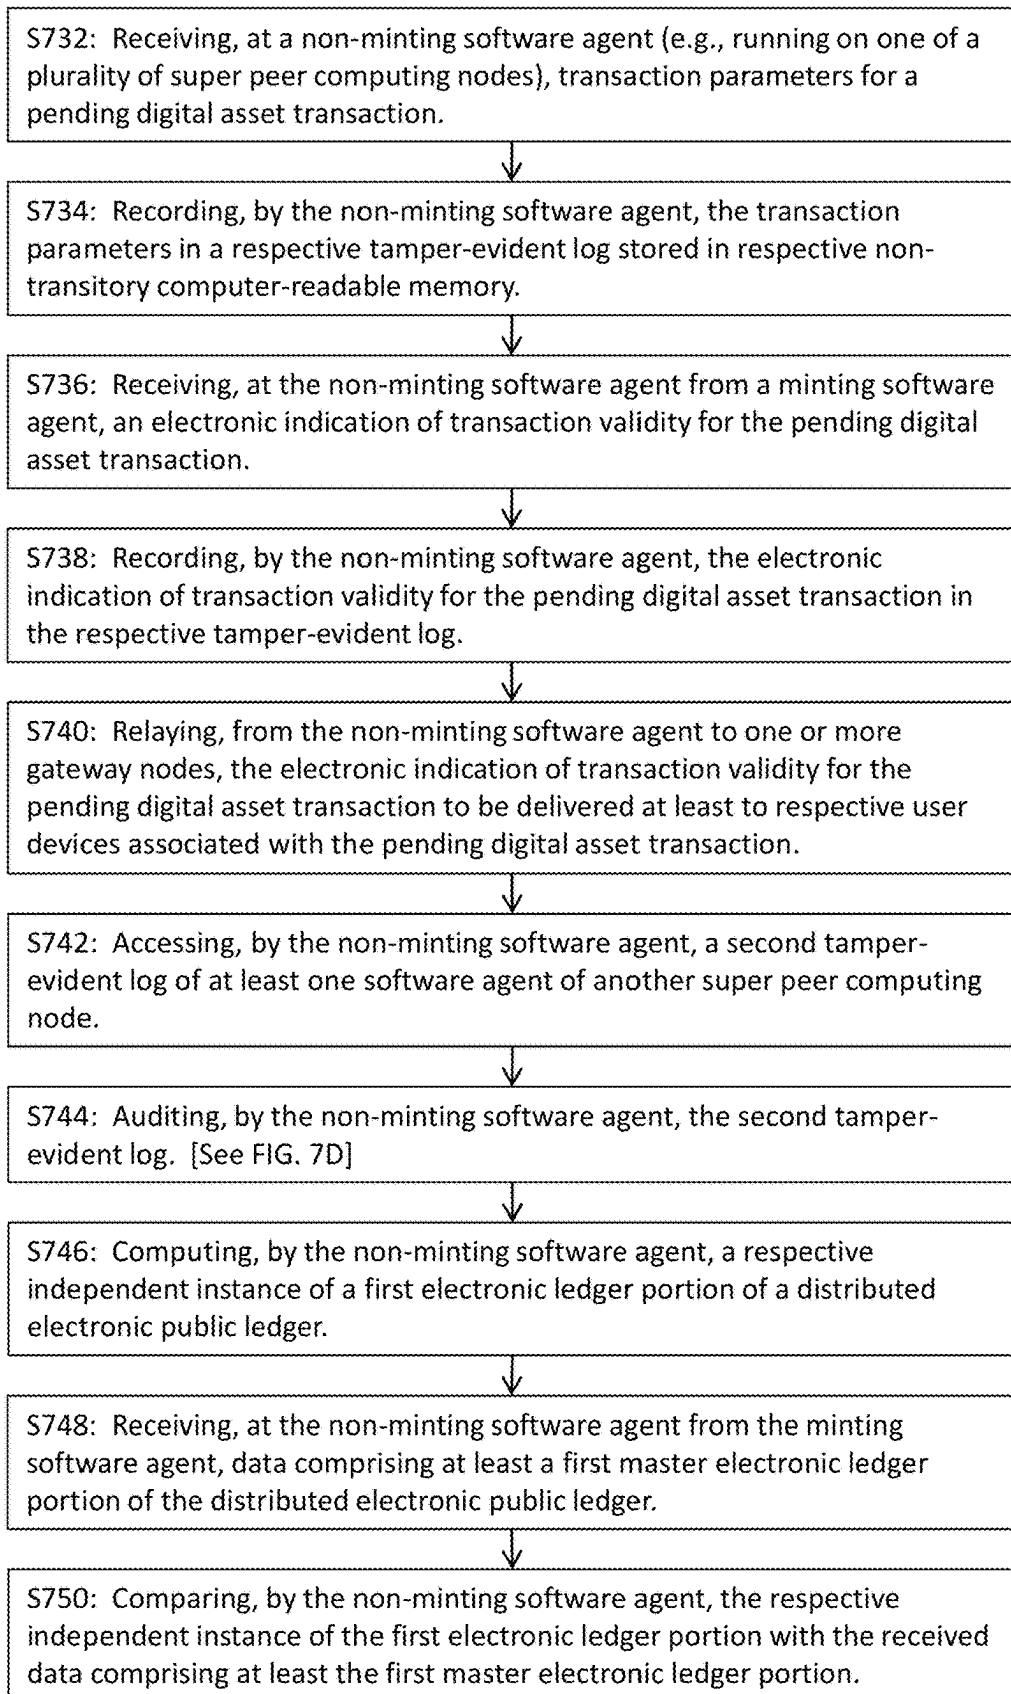 S732: Receiving, at a non-minting software agent (e.g., running on one of a
plurality of super peer computing nodes), transaction parameters for a
pending digital asset transaction.
S734: Recording, by the non-minting software agent, the transaction
parameters in a respective tamper-evident log stored in respective non-
transitory computer-readable memory.
S736: Receiving, at the non-minting software agent from a minting software
agent, an electronic indication of transaction validity for the pending digital
asset transaction.
S738: Recording, by the non-minting software agent, the electronic
indication of transaction validity for the pending digital asset transaction in
the respective tamper-evident log.
S740: Relaying, from the non-minting software agent to one or more
gateway nodes, the electronic indication of transaction validity for the
pending digital asset transaction to be delivered at least to respective user
devices associated with the pending digital asset transaction.
S742: Accessing, by the non-minting software agent, a second tamper-
evident log of at least one software agent of another super peer computing
node.
S744: Auditing, by the non-minting software agent, the second tamper-
evident log. [See FIG. 7D]
S746: Computing, by the non-minting software agent, a respective
independent instance of a first electronic ledger portion of a distributed
electronic public ledger.
S748: Receiving, at the non-minting software agent from the minting
software agent, data comprising at least a first master electronic ledger
portion of the distributed electronic public ledger.
S750: Comparing, by the non-minting software agent, the respective
independent instance of the first electronic ledger portion with the received
data comprising at least the first master electronic ledger portion.